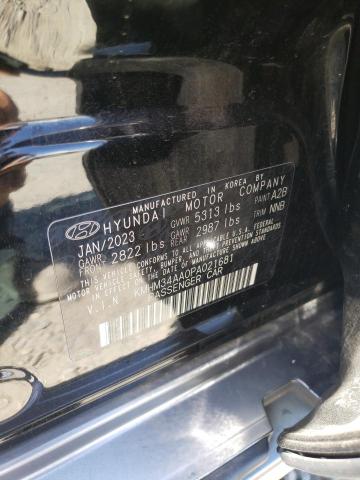 MANUFACTURED IN KOREA BY
HYUNDAI MOTOR COMPANY
JAN/2023 GVWR 5313 lbs PAINT A2B
GAWR FRONT 2822 lbs GAWR REAR 2987 lbs TRIM NNB
THIS VEHICLE CONFORMS TO ALL APPLICABLE U.S.A. FEDERAL
MOTOR VEHICLE SAFETY, BUMPER, AND THEFT PREVENTION STANDARDS
IN EFFECT ON THE DATE OF MANUFACTURE SHOWN ABOVE.
V.I.N KMHM34AA0PA021681
PASSENGER CAR